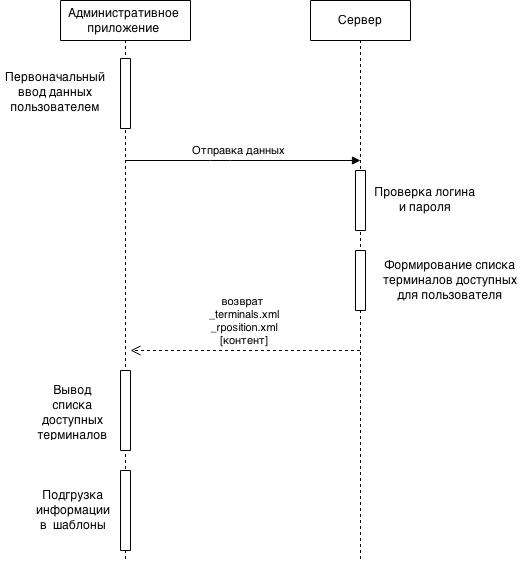 Административное
приложение
Сервер
Первоначальный
ввод данных
пользователем
Отправка данных
Проверка логина
и пароля
Формирование списка
терминалов доступных
для пользователя
возврат
_terminals.xml
_rposition.xml
[контент]
Вывод
списка
доступных
терминалов
Подгрузка
информации
в шаблоны